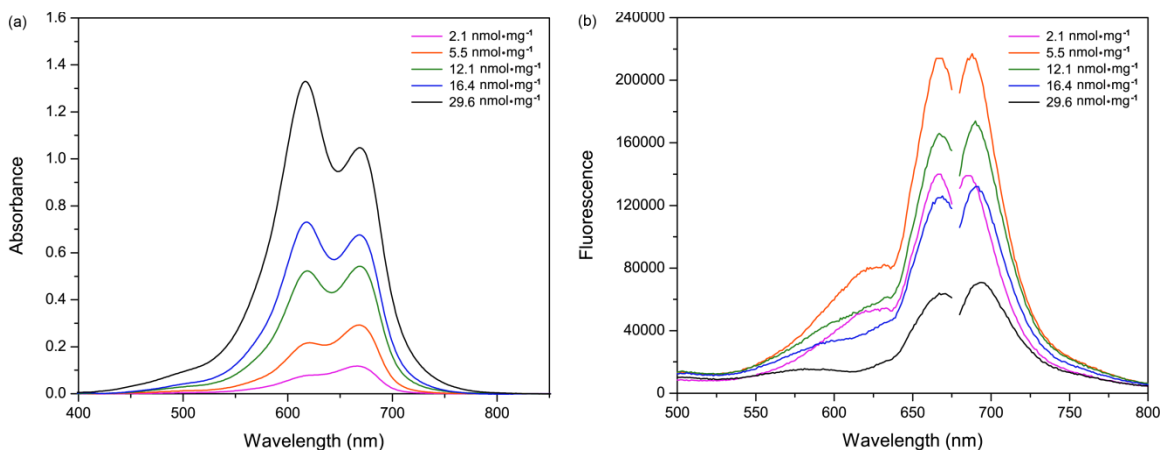 (a)
1.6
1.4
1.2
1.0
0.8
0.6
0.4
0.2
0.0
Absorbance
400 500 600 700 800
Wavelength (nm)
2.1 nmol•mg⁻¹
5.5 nmol•mg⁻¹
12.1 nmol•mg⁻¹
16.4 nmol•mg⁻¹
29.6 nmol•mg⁻¹
(b)
240000
200000
160000
120000
80000
40000
0
Fluorescence
500 550 600 650 700 750 800
Wavelength (nm)
2.1 nmol•mg⁻¹
5.5 nmol•mg⁻¹
12.1 nmol•mg⁻¹
16.4 nmol•mg⁻¹
29.6 nmol•mg⁻¹